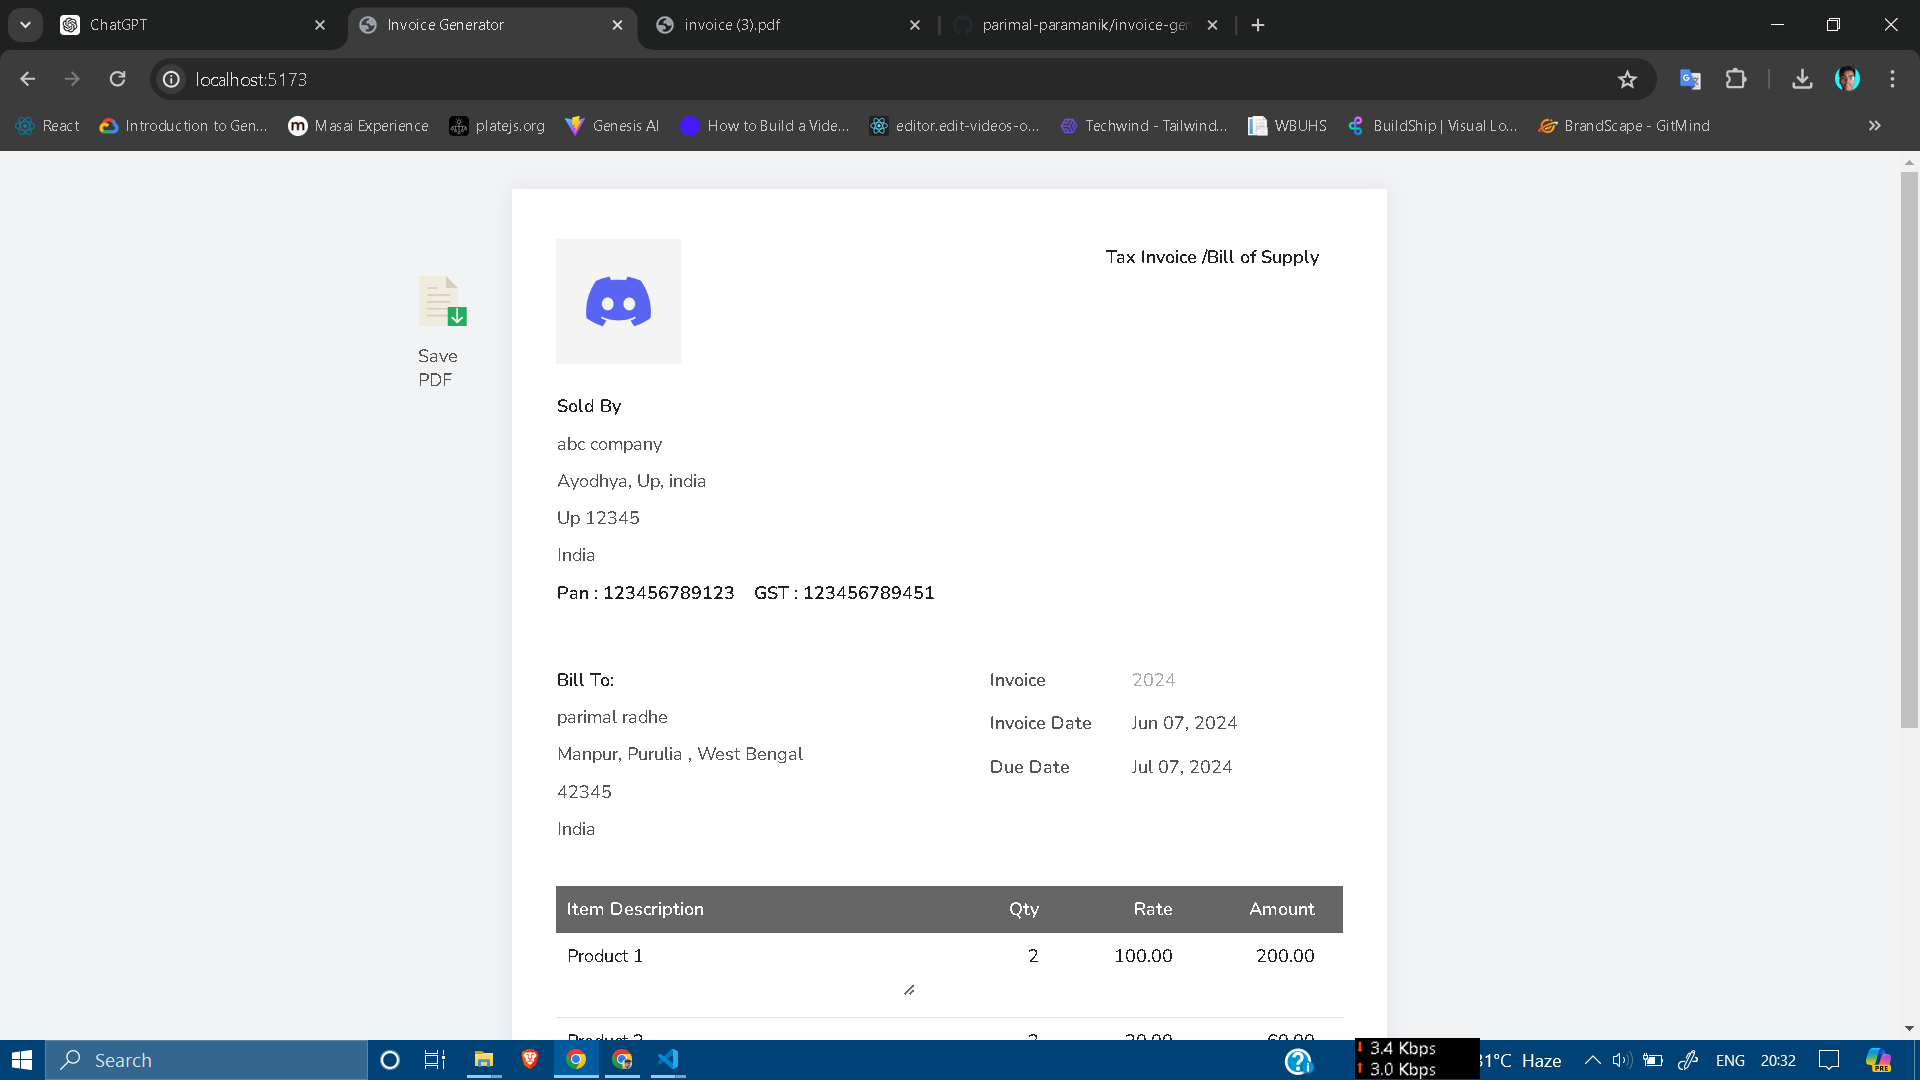 ChatGPT
Invoice Generator
invoice (3).pdf
parimal-paramanik/invoice-gen
localhost:5173
React
Introduction to Gen...
Masai Experience
platejs.org
Genesis AI
How to Build a Vide...
editor.edit-videos-o...
Techwind - Tailwind...
WBUHS
BuildShip | Visual Lo...
BrandScape - GitMind
Save
PDF
Tax Invoice /Bill of Supply
Sold By
abc company
Ayodhya, Up, india
Up 12345
India
Pan : 123456789123 GST : 123456789451
Bill To:
parimal radhe
Manpur, Purulia , West Bengal
42345
India
Invoice 2024
Invoice Date Jun 07, 2024
Due Date Jul 07, 2024
Item Description Qty Rate Amount
Product 1 2 100.00 200.00
Search
3.4 Kbps
3.0 Kbps
31°C Haze
ENG
20:32
PRE